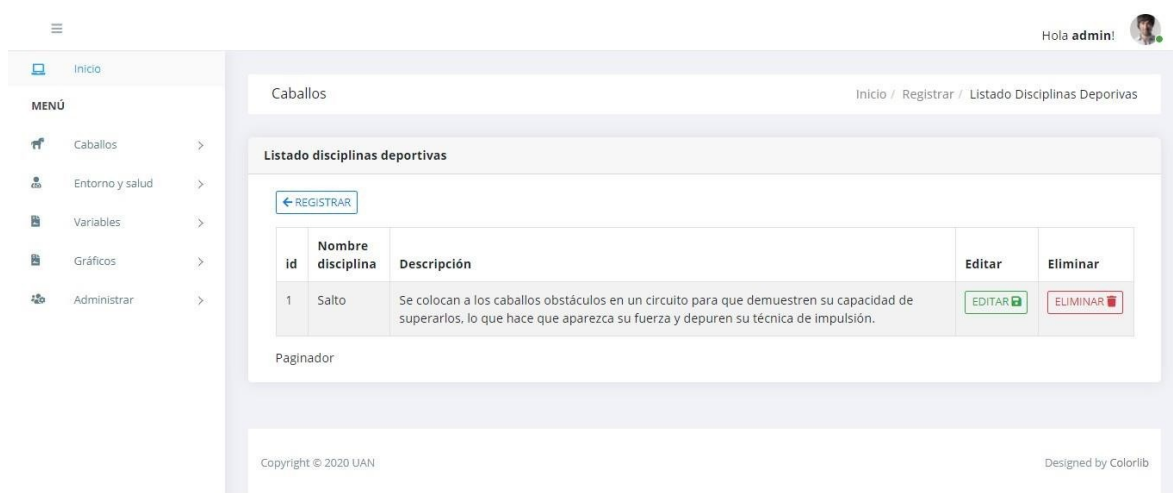 Hola admin!
Inicio
MENÚ
Caballos
Entorno y salud
Variables
Gráficos
Administrar
Caballos
Inicio / Registrar / Listado Disciplinas Deporivas
Listado disciplinas deportivas
REGISTRAR
id Nombre disciplina Descripción Editar Eliminar
1 Salto Se colocan a los caballos obstáculos en un circuito para que demuestren su capacidad de EDITAR ELIMINAR
superarlos, lo que hace que aparezca su fuerza y depuren su técnica de impulsión.
Paginador
Copyright © 2020 UAN
Designed by Colorlib